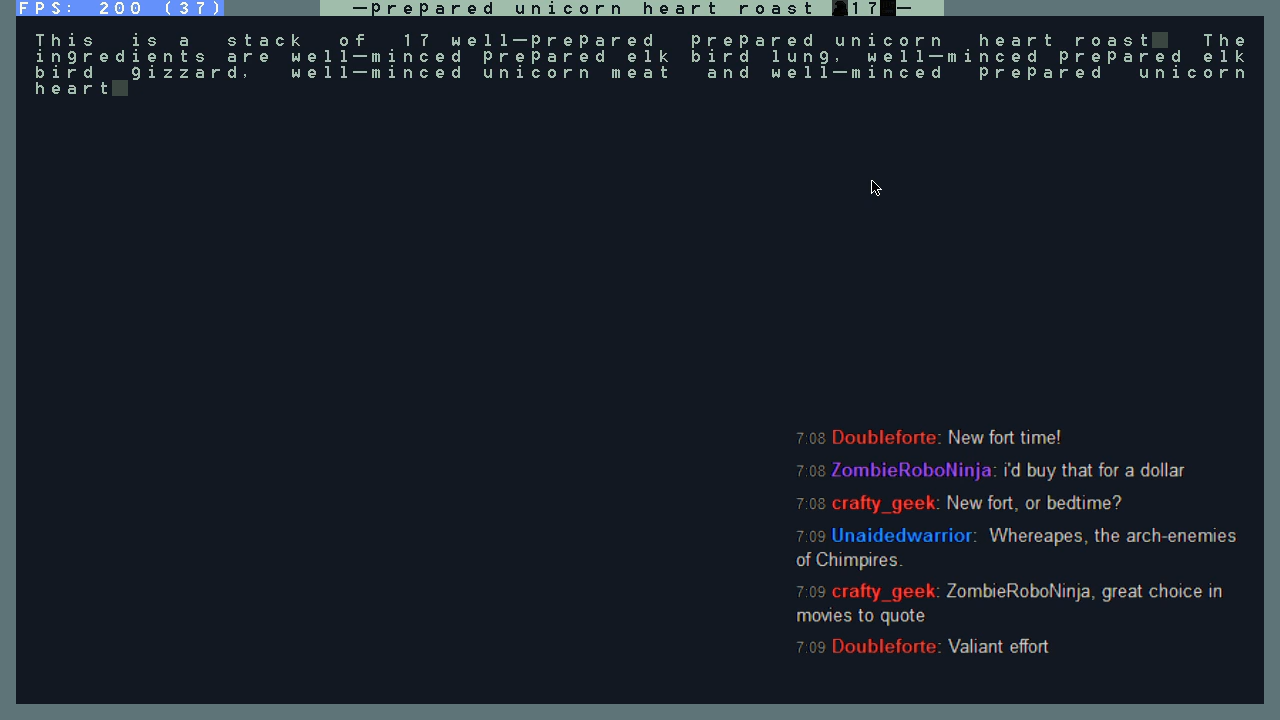 FPS: 200 (37)
—prepared unicorn heart roast 17—
This is a stack of 17 well—prepared prepared unicorn heart roast The
ingredients are well—minced prepared elk bird lung, well—minced prepared elk
bird gizzard, well—minced unicorn meat and well—minced prepared unicorn
heart
7:08 Doubleforte: New fort time!
7:08 ZombieRoboNinja: i'd buy that for a dollar
7:08 crafty_geek: New fort, or bedtime?
7:09 Unaidedwarrior: Whereapes, the arch-enemies
of Chimpires.
7:09 crafty_geek: ZombieRoboNinja, great choice in
movies to quote
7:09 Doubleforte: Valiant effort